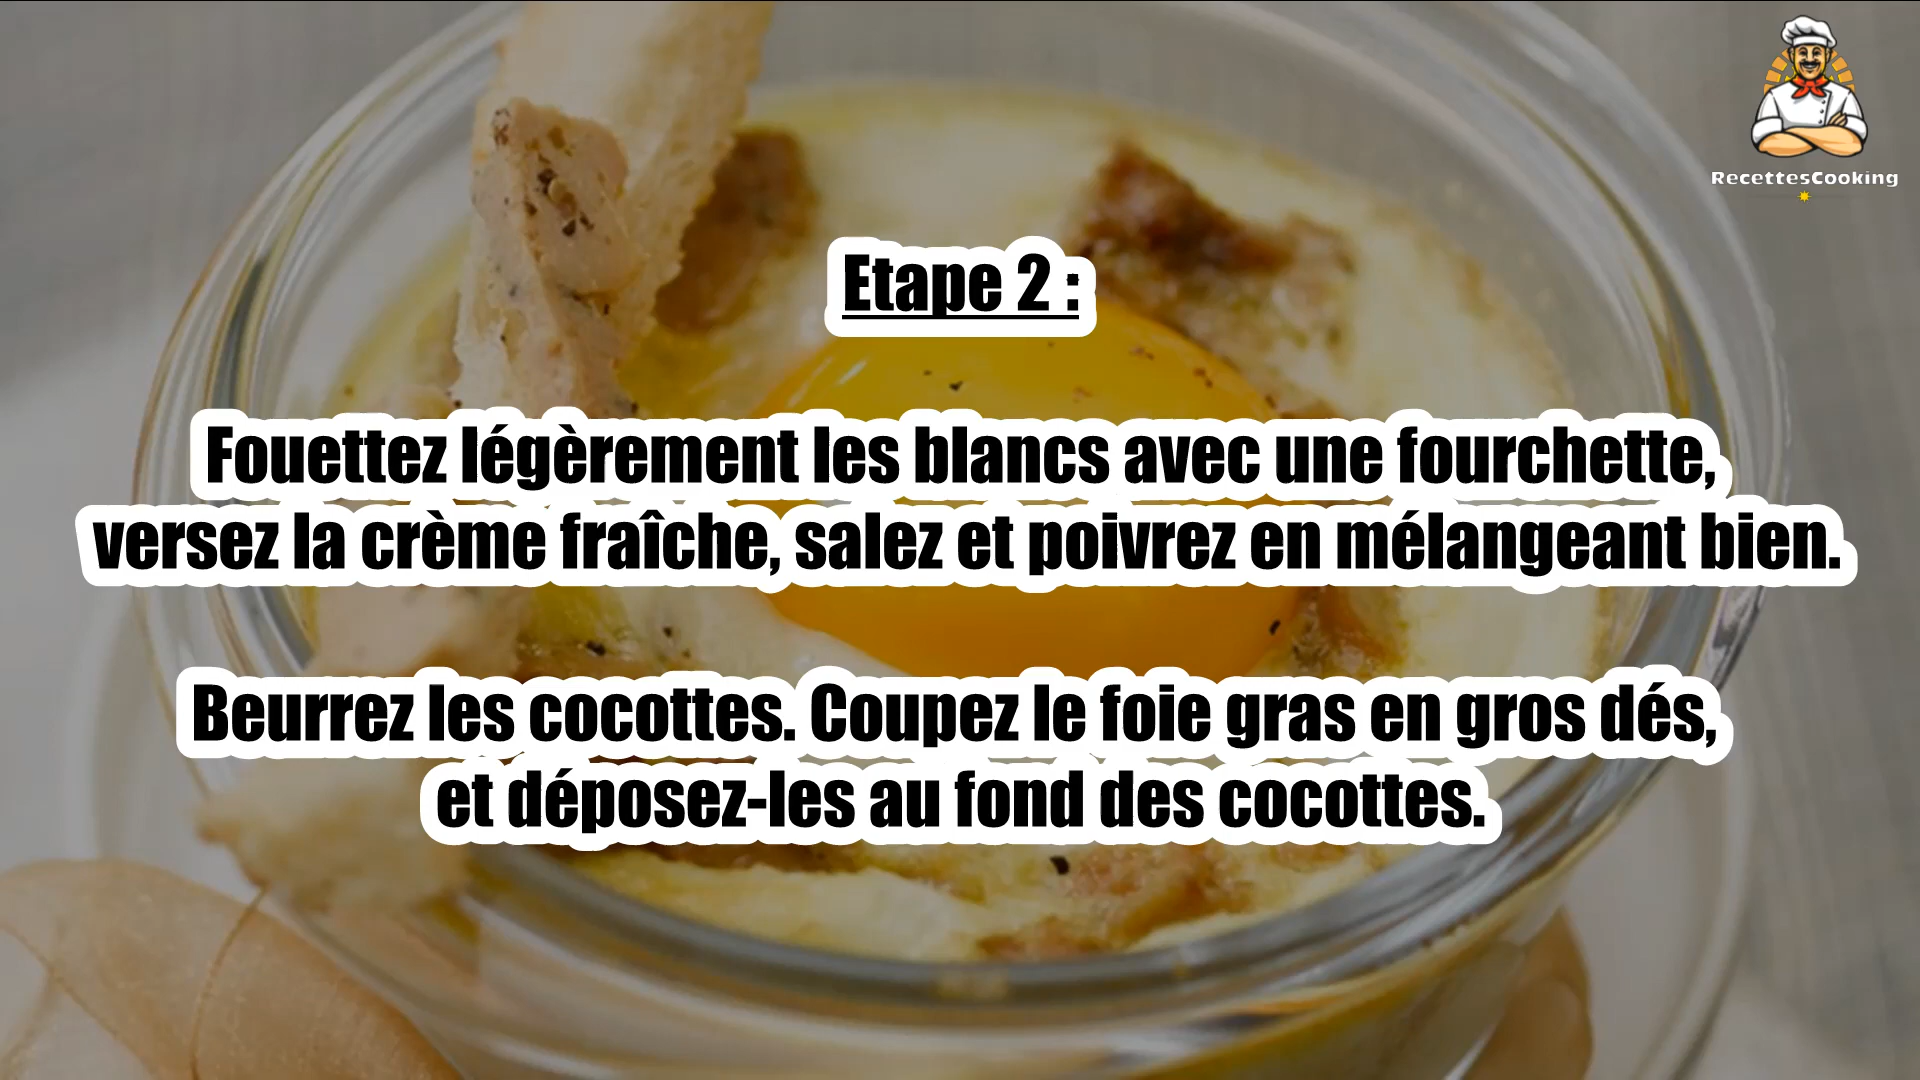 RecettesCooking
Etape 2 :
Fouettez légèrement les blancs avec une fourchette,
versez la crème fraîche, salez et poivrez en mélangeant bien.
Beurrez les cocottes. Coupez le foie gras en gros dés,
et déposez-les au fond des cocottes.